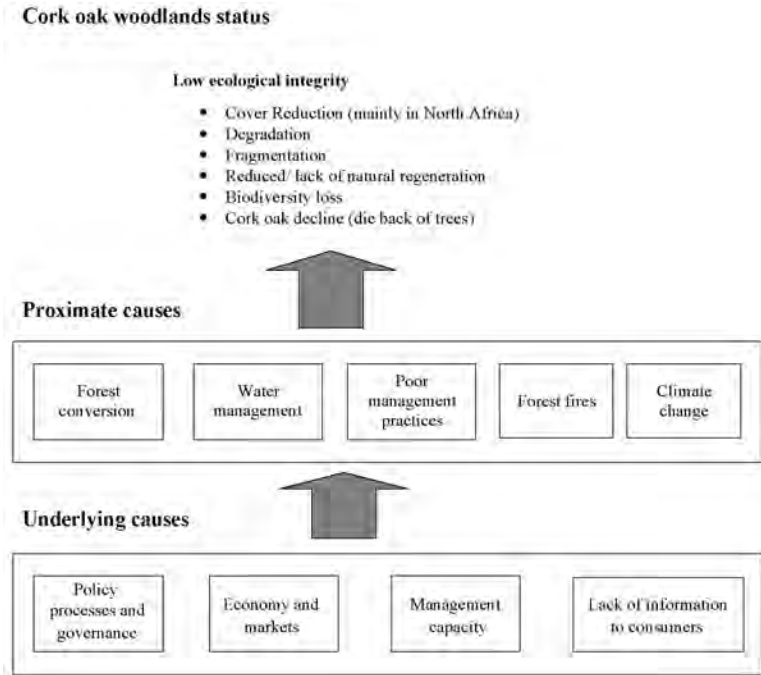 Cork oak woodlands status
Low ecological integrity
• Cover Reduction (mainly in North Africa)
• Degradation
• Fragmentation
• Reduced/ lack of natural regeneration
• Biodiversity loss
• Cork oak decline (die back of trees)
Proximate causes
Forest
conversion
Water
management
Poor
management
practices
Forest fires
Climate
change
Underlying causes
Policy
processes and
governance
Economy and
markets
Management
capacity
Lack of information
to consumers